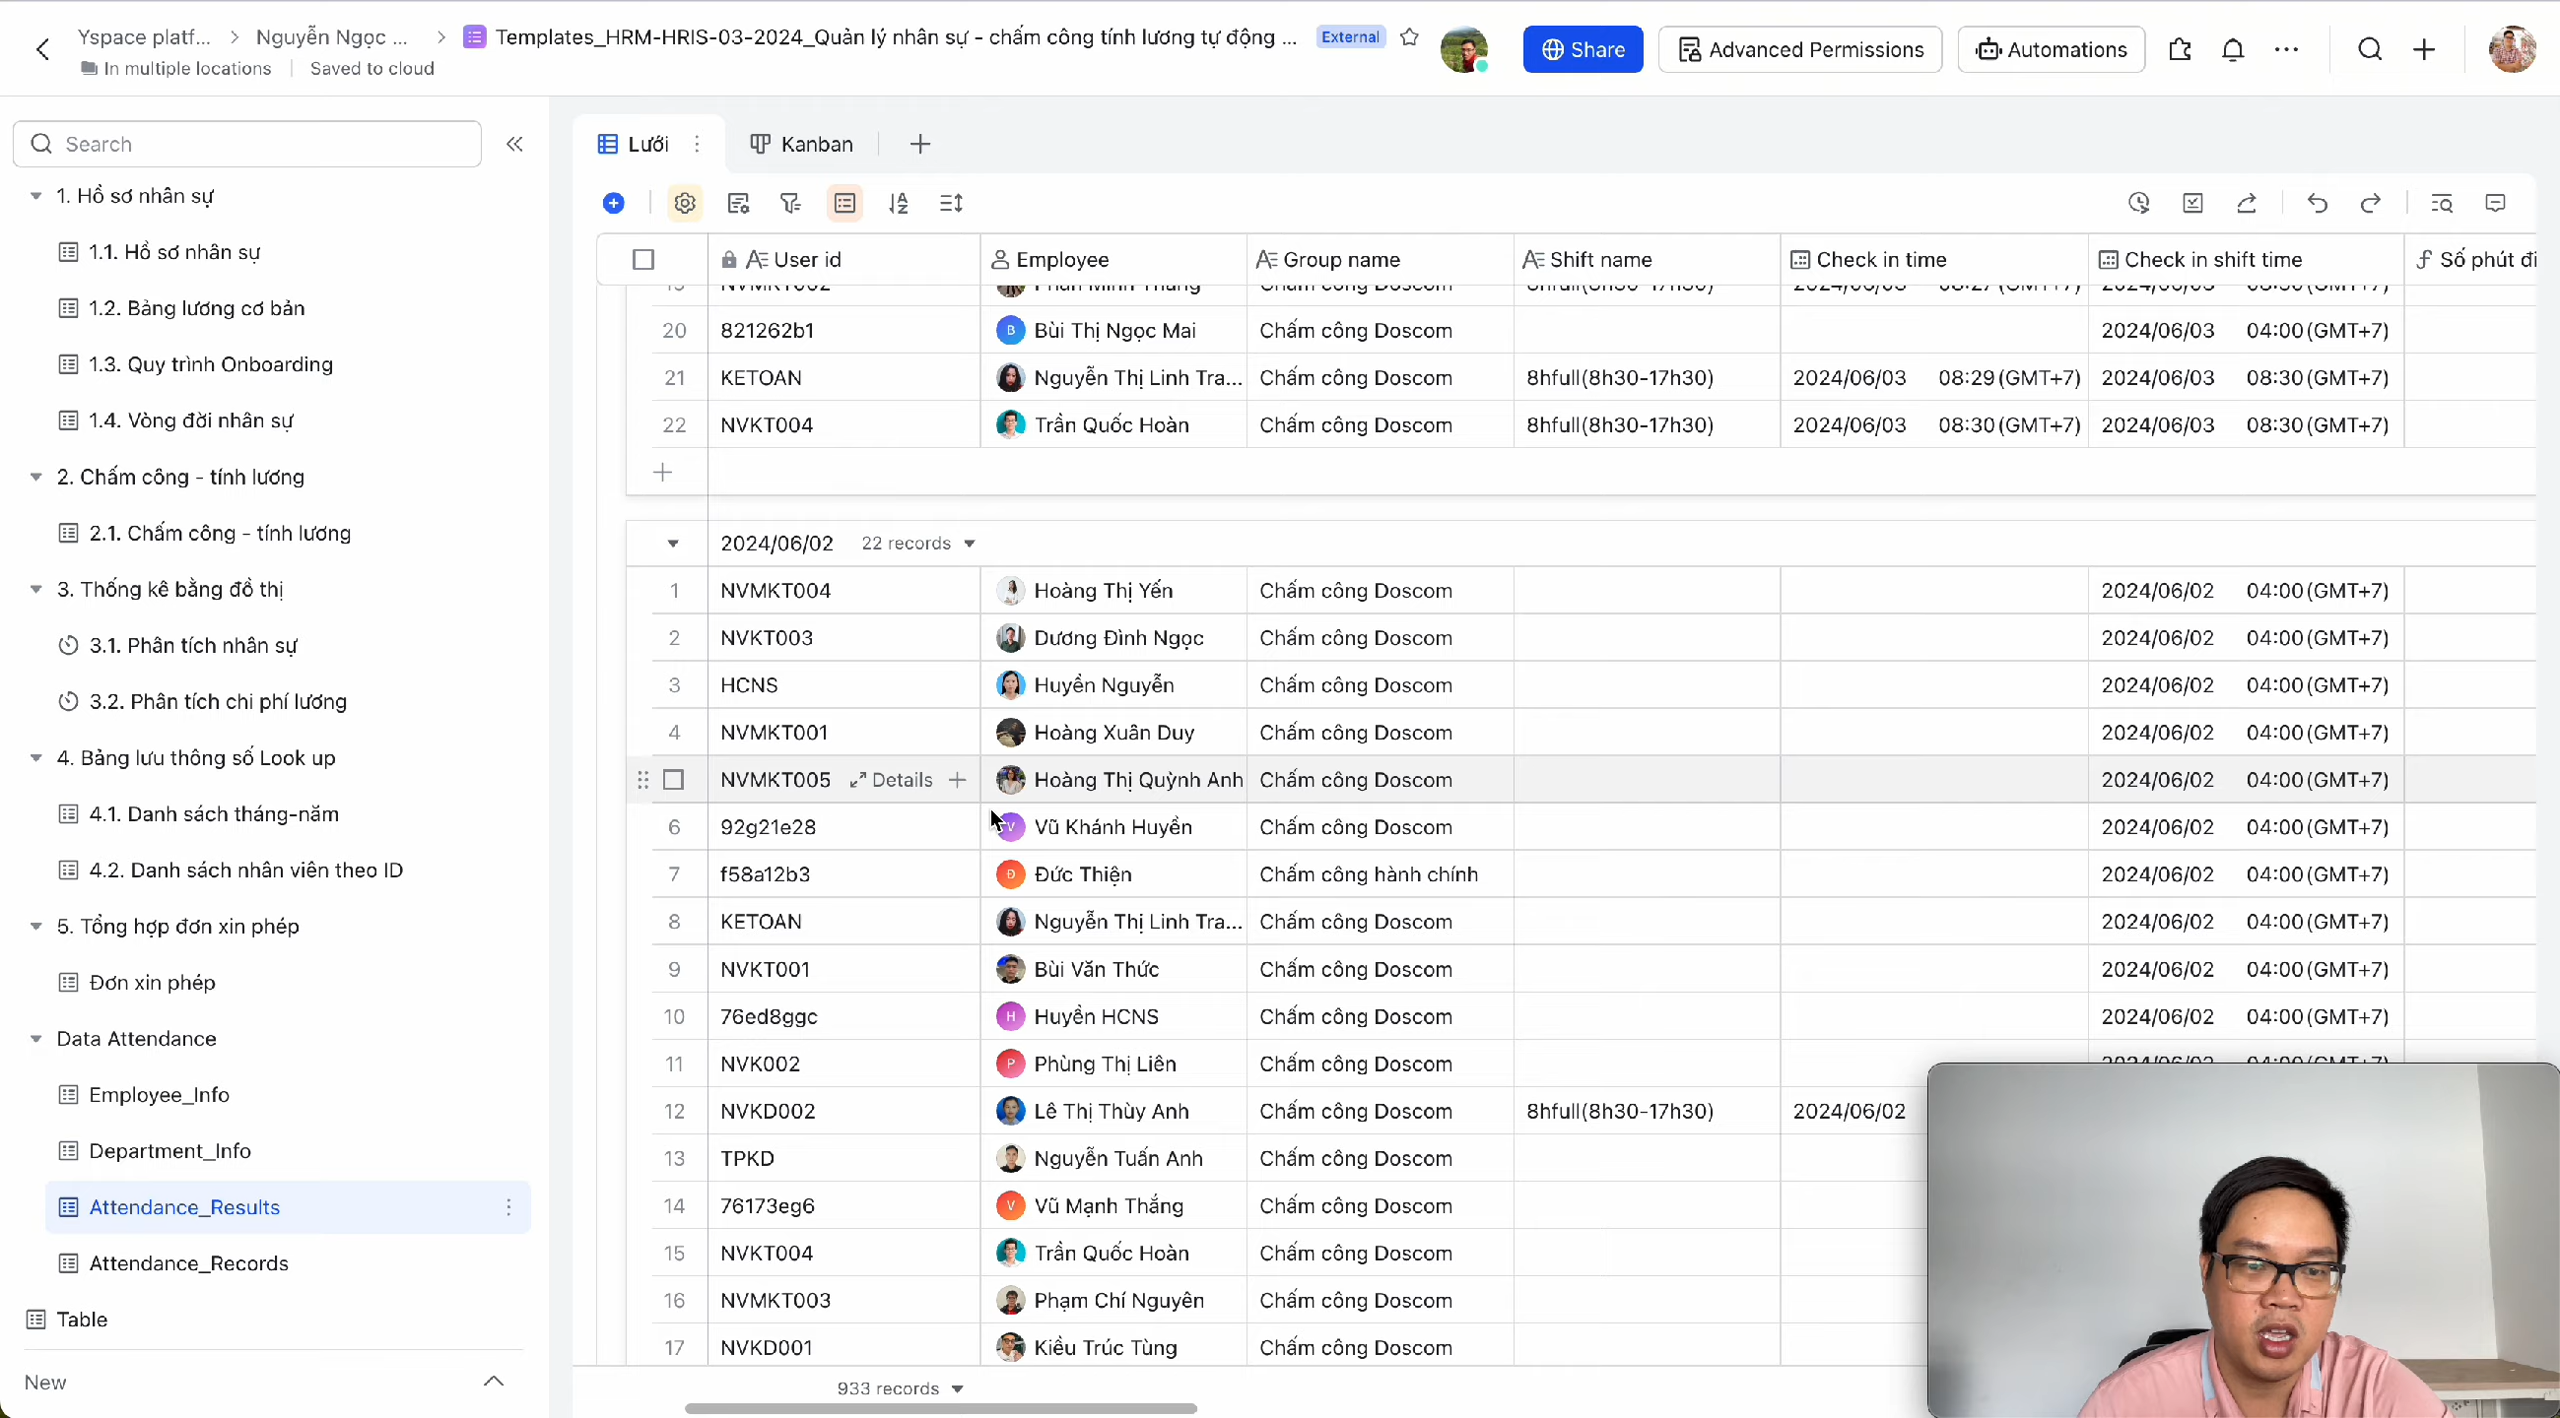 Yspace platf... > Nguyễn Ngọc ... > Templates_HRM-HRIS-03-2024_Quản lý nhân sự - chấm công tính lương tự động ... External
In multiple locations | Saved to cloud
Share
Advanced Permissions
Automations
Search
1. Hồ sơ nhân sự
1.1. Hồ sơ nhân sự
1.2. Bảng lương cơ bản
1.3. Quy trình Onboarding
1.4. Vòng đời nhân sự
2. Chấm công - tính lương
2.1. Chấm công - tính lương
3. Thống kê bằng đồ thị
3.1. Phân tích nhân sự
3.2. Phân tích chi phí lương
4. Bảng lưu thông số Look up
4.1. Danh sách tháng-năm
4.2. Danh sách nhân viên theo ID
5. Tổng hợp đơn xin phép
Đơn xin phép
Data Attendance
Employee_Info
Department_Info
Attendance_Results
Attendance_Records
Table
New
Lưới
Kanban
User id Employee Group name Shift name Check in time Check in shift time Số phút đi
20 821262b1 B Bùi Thị Ngọc Mai Chấm công Doscom 2024/06/03 04:00(GMT+7)
21 KETOAN Nguyễn Thị Linh Tra... Chấm công Doscom 8hfull(8h30-17h30) 2024/06/03 08:29(GMT+7) 2024/06/03 08:30(GMT+7)
22 NVKT004 Trần Quốc Hoàn Chấm công Doscom 8hfull(8h30-17h30) 2024/06/03 08:30(GMT+7) 2024/06/03 08:30(GMT+7)
2024/06/02 22 records
1 NVMKT004 Hoàng Thị Yến Chấm công Doscom 2024/06/02 04:00(GMT+7)
2 NVKT003 Dương Đình Ngọc Chấm công Doscom 2024/06/02 04:00(GMT+7)
3 HCNS Huyền Nguyễn Chấm công Doscom 2024/06/02 04:00(GMT+7)
4 NVMKT001 Hoàng Xuân Duy Chấm công Doscom 2024/06/02 04:00(GMT+7)
NVMKT005 Details Hoàng Thị Quỳnh Anh Chấm công Doscom 2024/06/02 04:00(GMT+7)
6 92g21e28 V Vũ Khánh Huyền Chấm công Doscom 2024/06/02 04:00(GMT+7)
7 f58a12b3 Đ Đức Thiện Chấm công hành chính 2024/06/02 04:00(GMT+7)
8 KETOAN Nguyễn Thị Linh Tra... Chấm công Doscom 2024/06/02 04:00(GMT+7)
9 NVKT001 Bùi Văn Thức Chấm công Doscom 2024/06/02 04:00(GMT+7)
10 76ed8ggc H Huyền HCNS Chấm công Doscom 2024/06/02 04:00(GMT+7)
11 NVK002 P Phùng Thị Liên Chấm công Doscom
12 NVKD002 Lê Thị Thùy Anh Chấm công Doscom 8hfull(8h30-17h30) 2024/06/02
13 TPKD Nguyễn Tuấn Anh Chấm công Doscom
14 76173eg6 V Vũ Mạnh Thắng Chấm công Doscom
15 NVKT004 Trần Quốc Hoàn Chấm công Doscom
16 NVMKT003 Phạm Chí Nguyên Chấm công Doscom
17 NVKD001 Kiều Trúc Tùng Chấm công Doscom
933 records